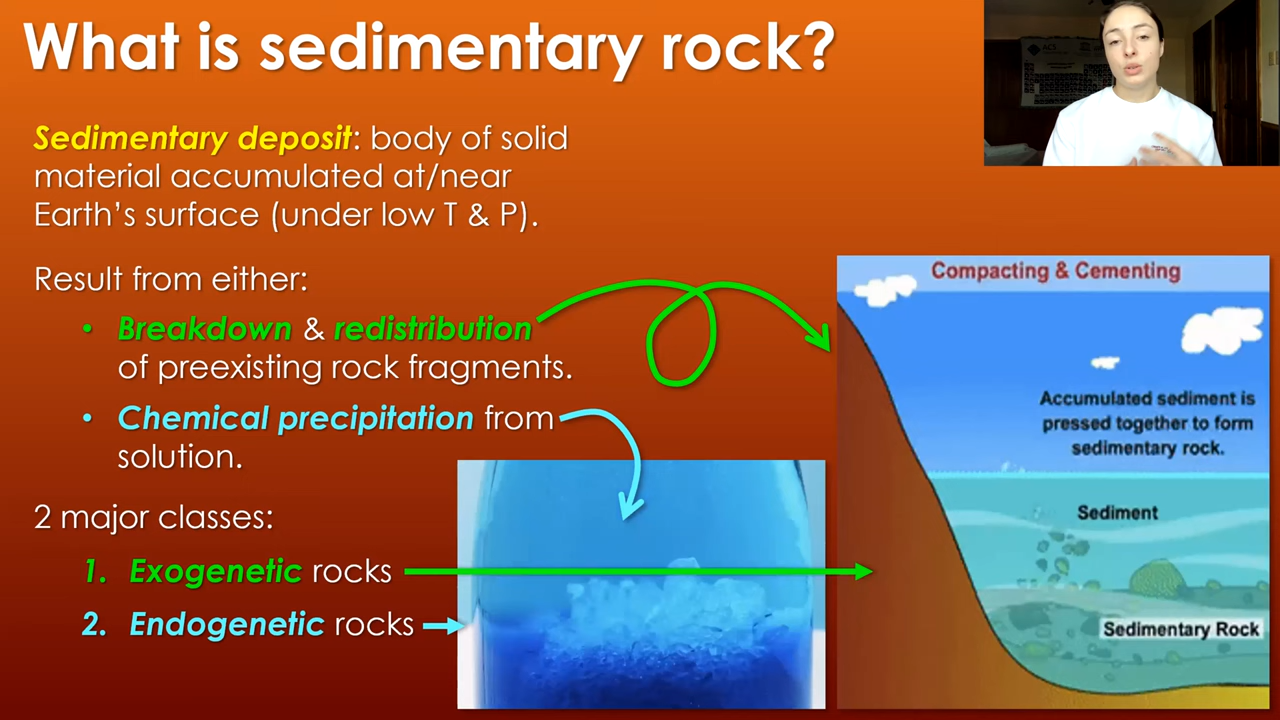 What is sedimentary rock?
Sedimentary deposit: body of solid
material accumulated at/near
Earth's surface (under low T & P).
Result from either:
• Breakdown & redistribution
of preexisting rock fragments.
• Chemical precipitation from
solution.
2 major classes:
1. Exogenetic rocks
2. Endogenetic rocks
Compacting & Cementing
Accumulated sediment is
pressed together to form
sedimentary rock.
Sediment
Sedimentary Rock
ACS